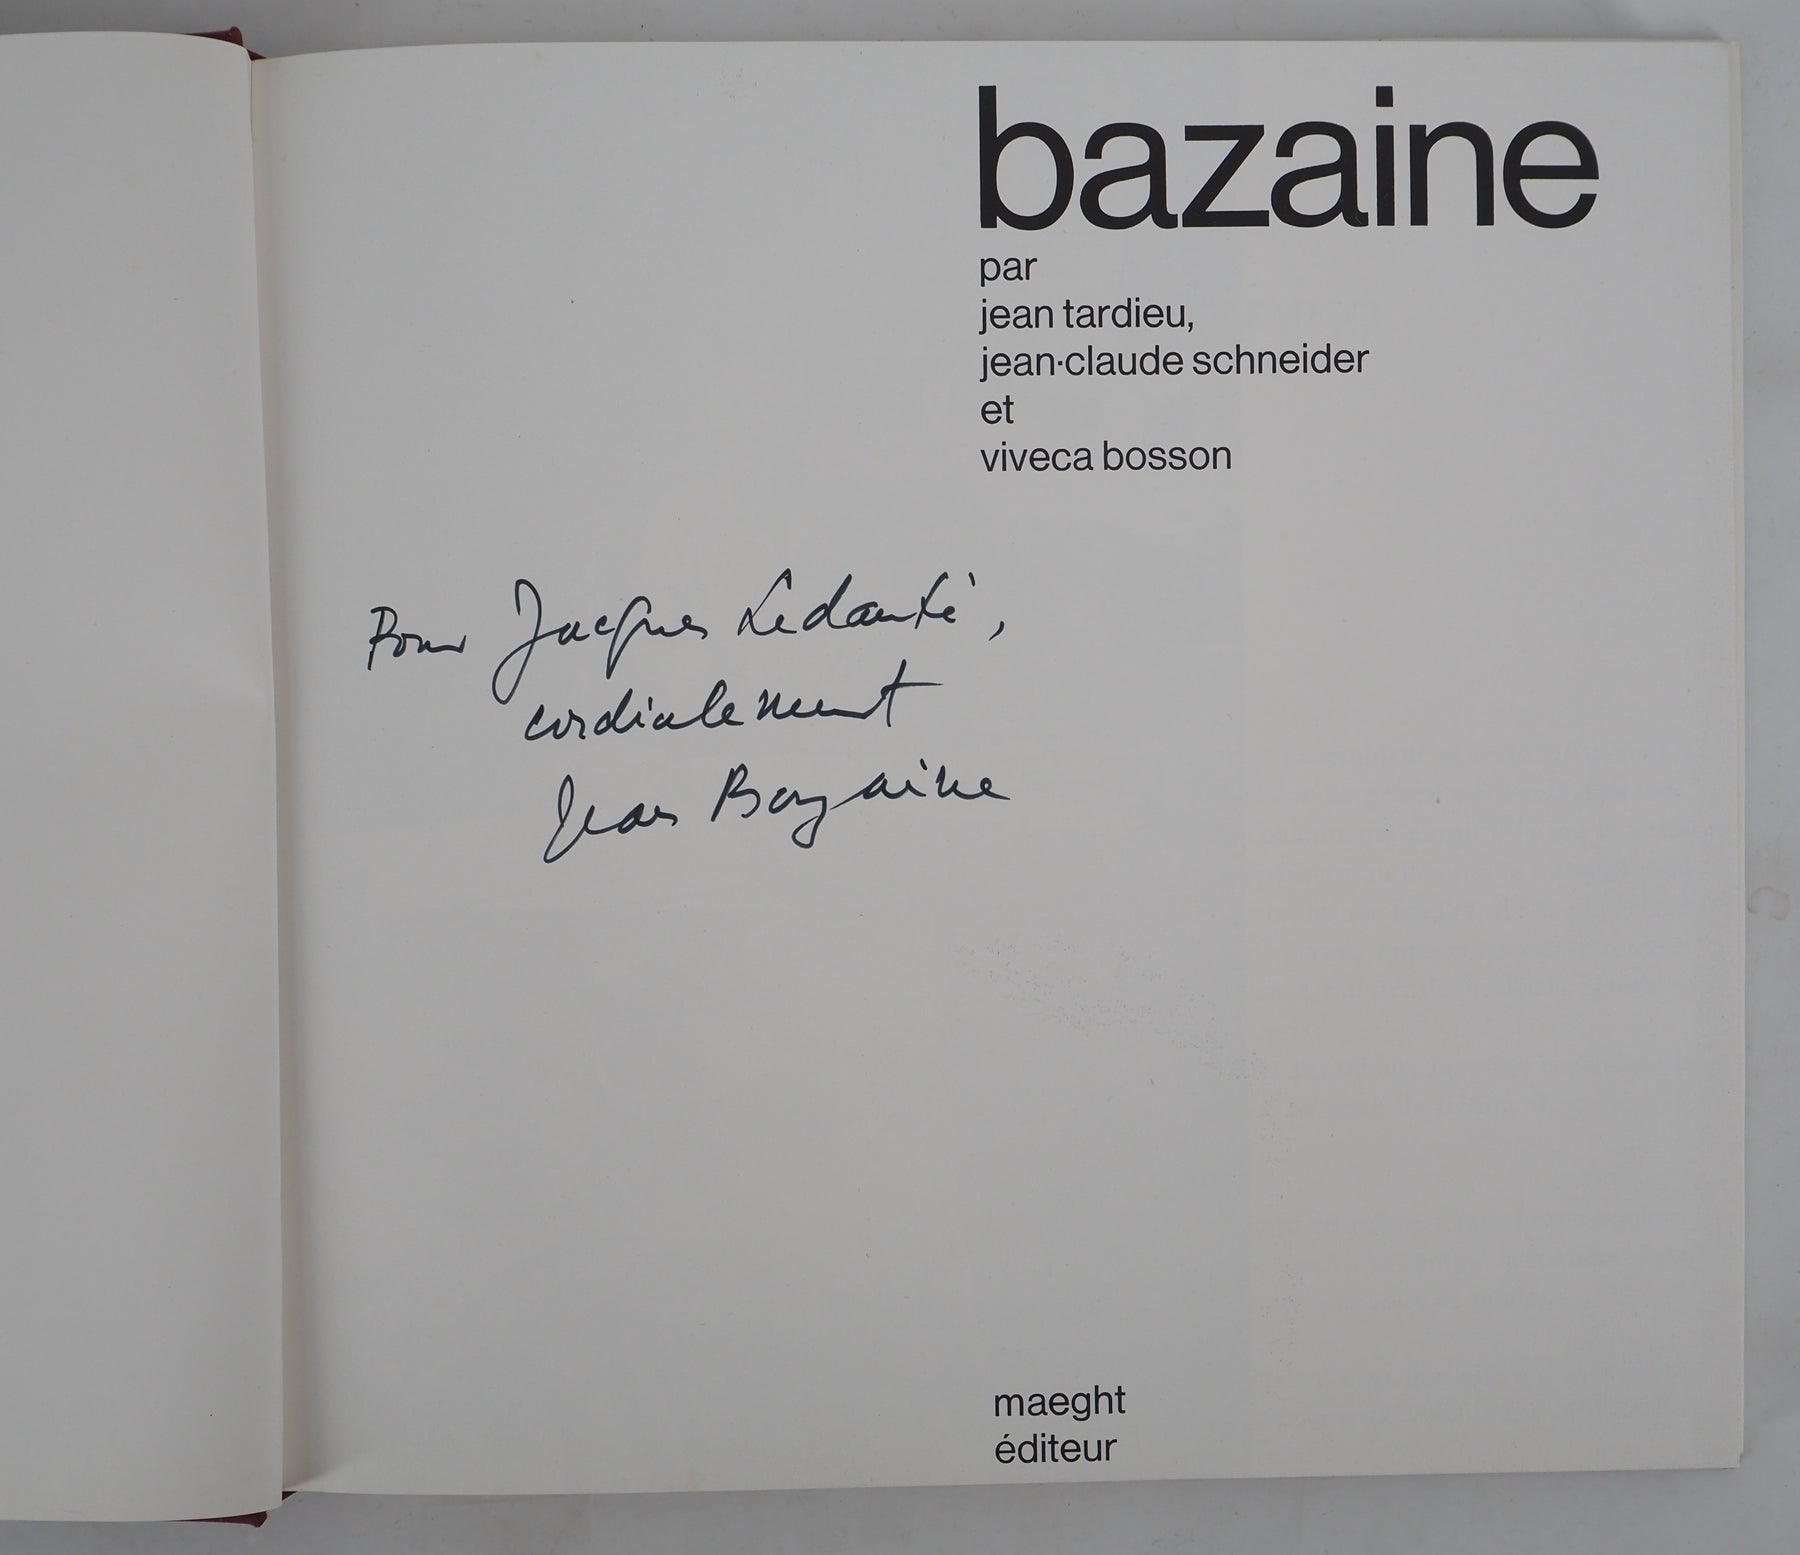 bazaine
par
jean tardieu,
jean-claude schneider
et
viveca bosson
Pour Jacques Ledanté,
cordialement
Jean Bazaine
maeght
éditeur